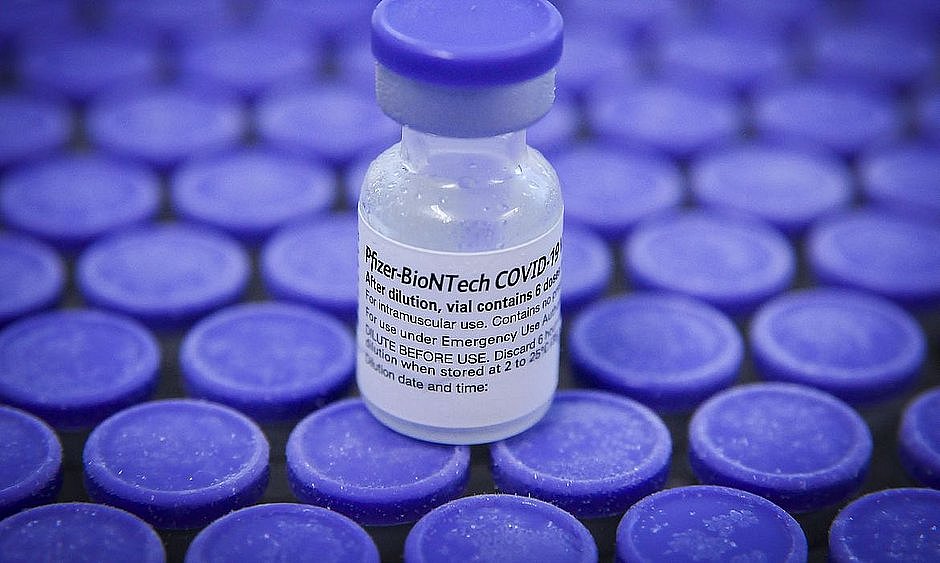 Pfizer-BioNTech COVID-19
After dilution, vial contains 6 dose
For intramuscular use. Contains no
For use under Emergency Use
DILUTE BEFORE USE. Discard 6
dilution when stored at 2 to 25°C
Dilution date and time: